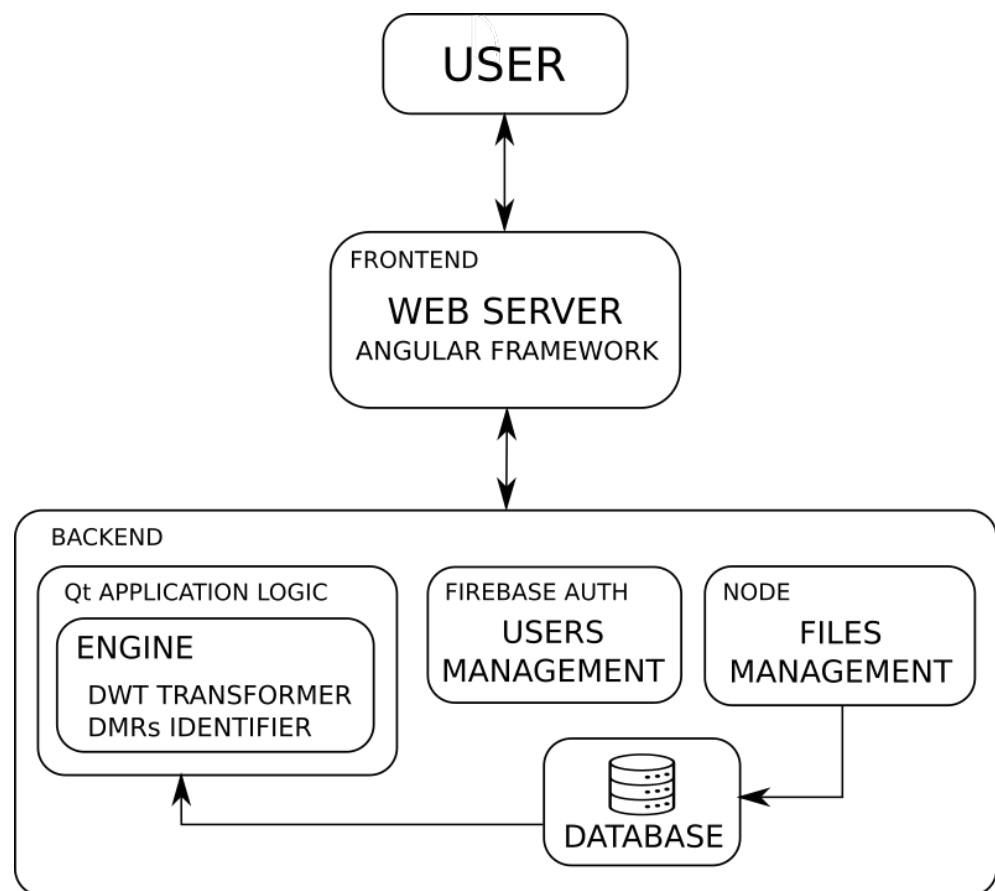 USER
FRONTEND
WEB SERVER
ANGULAR FRAMEWORK
BACKEND
Qt APPLICATION LOGIC
ENGINE
DWT TRANSFORMER
DMRs IDENTIFIER
FIREBASE AUTH
USERS
MANAGEMENT
NODE
FILES
MANAGEMENT
DATABASE